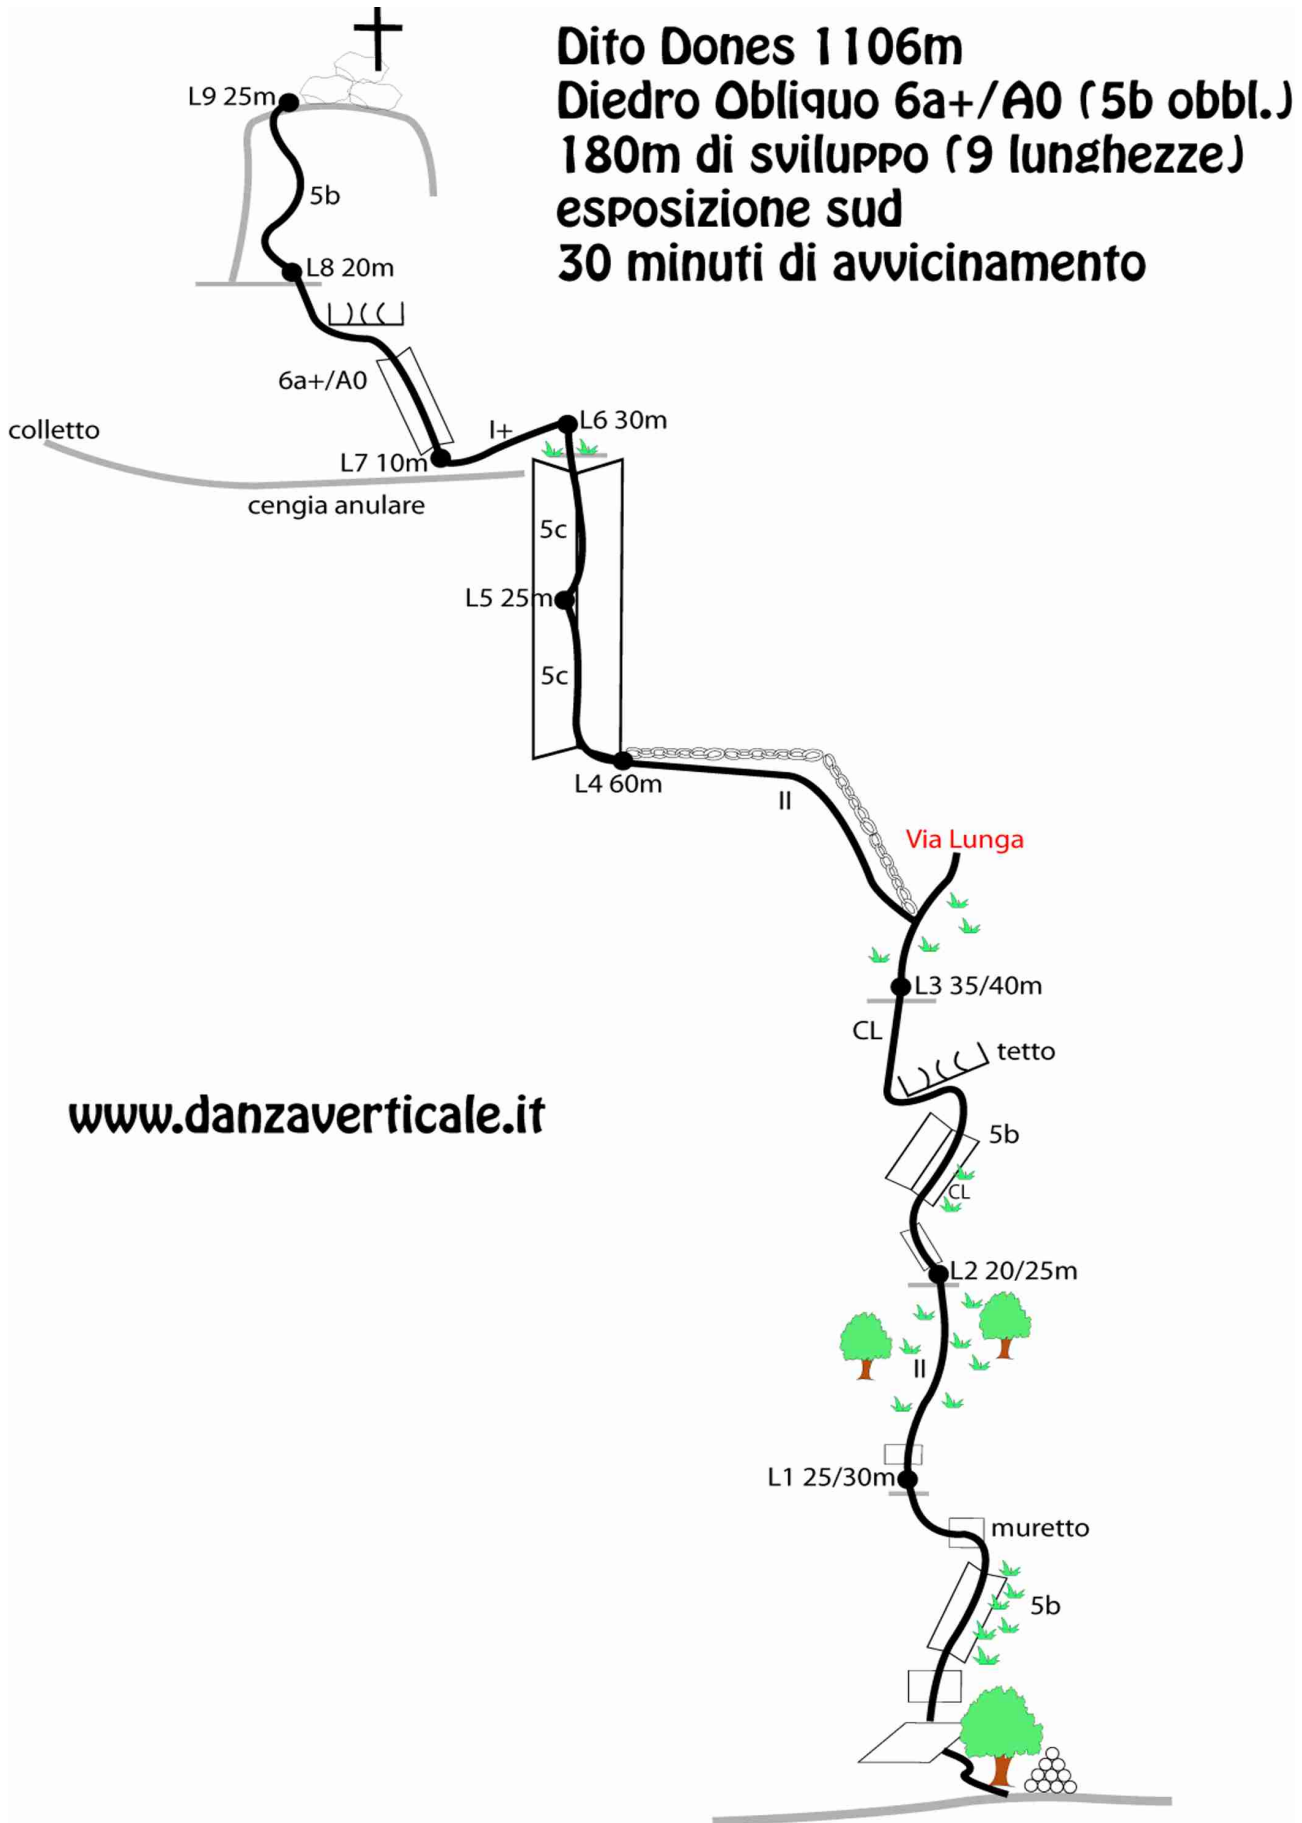 Dito Dones 1106m
Diedro Obliquo 6a+/A0 (5b obbl.)
180m di sviluppo (9 lunghezze)
esposizione sud
30 minuti di avvicinamento
L9 25m
5b
L8 20m
6a+/A0
colletto
I+
L6 30m
L7 10m
cengia anulare
5c
L5 25m
5c
L4 60m
II
Via Lunga
L3 35/40m
CL
tetto
www.danzaverticale.it
5b
CL
L2 20/25m
II
L1 25/30m
muretto
5b